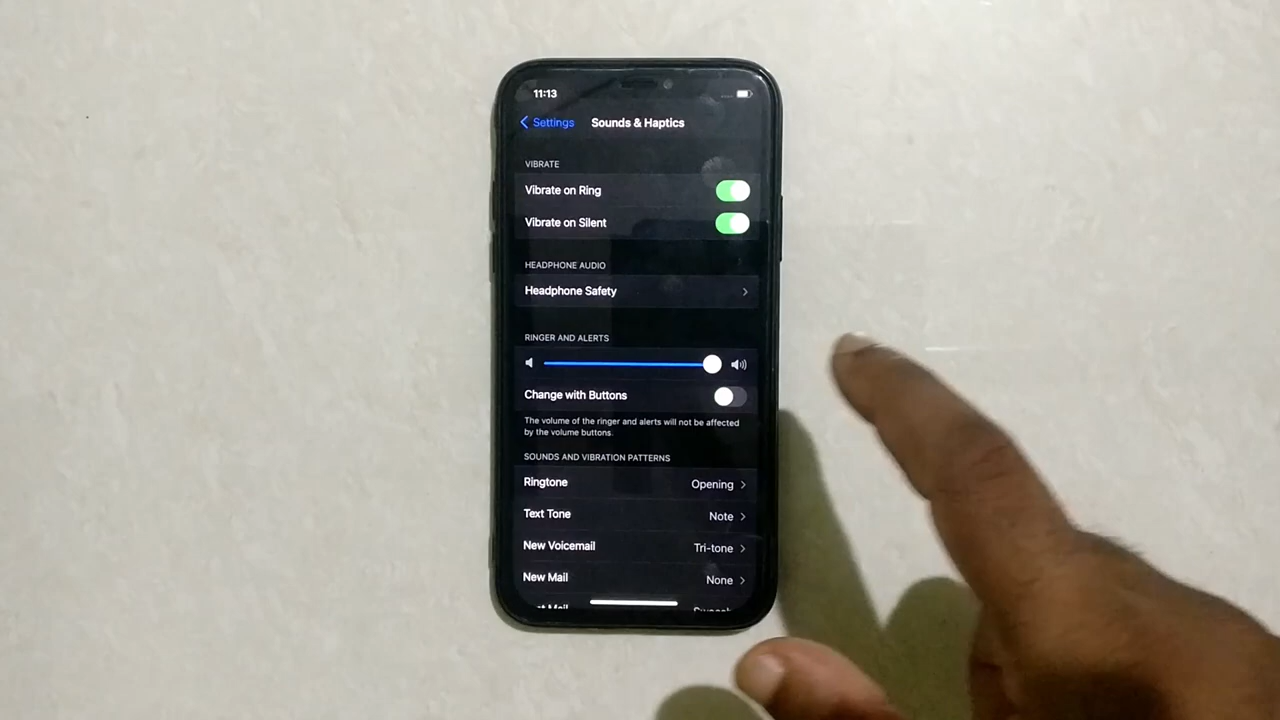 11:13
Settings Sounds & Haptics
VIBRATE
Vibrate on Ring
Vibrate on Silent
HEADPHONE AUDIO
Headphone Safety
RINGER AND ALERTS
Change with Buttons
The volume of the ringer and alerts will not be affected
by the volume buttons.
SOUNDS AND VIBRATION PATTERNS
Ringtone Opening
Text Tone Note
New Voicemail Tri-tone
New Mail None
Mail